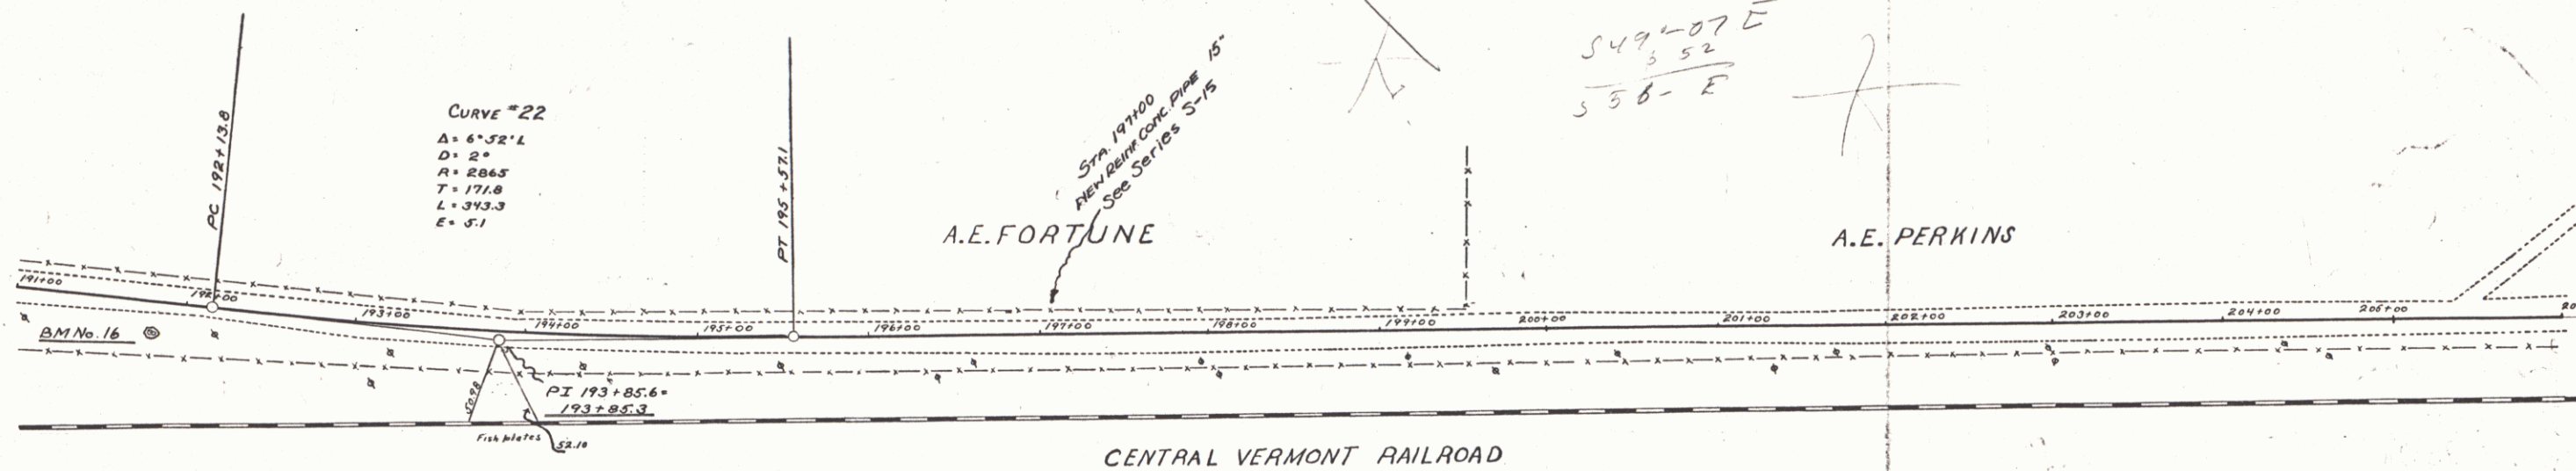 PC 192+13.8
CURVE #22
Δ= 6°52' L
D= 2°
R= 2865
T= 171.8
L= 343.3
E= 5.1
PT 195+57.1
STA. 197+00
NEW REINF. CONC. PIPE 15"
See Series S-15
S 49°-07 E
S 56- E
A.E. FORTUNE
A.E. PERKINS
191+00
192+00
193+00
194+00
195+00
196+00
197+00
198+00
199+00
200+00
201+00
202+00
203+00
204+00
205+00
BM No. 16
PI 193+85.6=
193+85.3
50.98
Fish plates
52.10
CENTRAL VERMONT RAILROAD